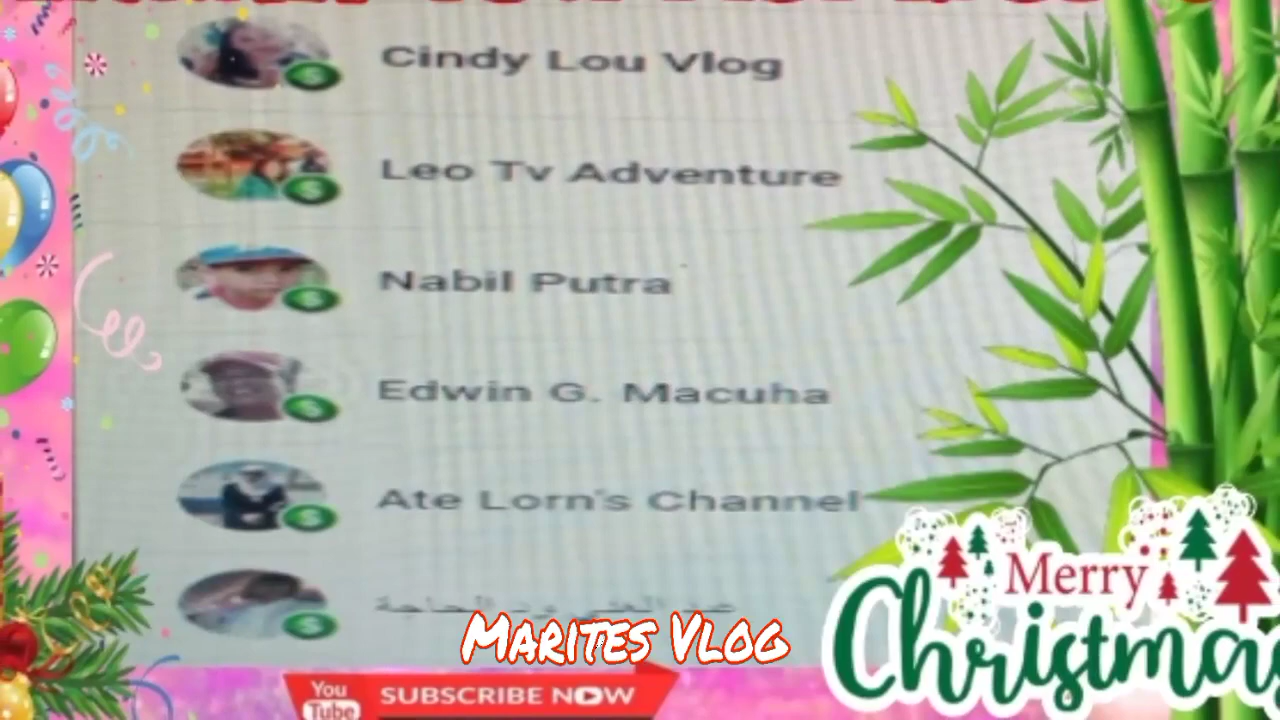 Cindy Lou Vlog
Leo Tv Adventure
Nabil Putra
Edwin G. Macuha
Ate Lorn's Channel
MARITES VLOG
Merry
Christmas
You
Tube
SUBSCRIBE NOW